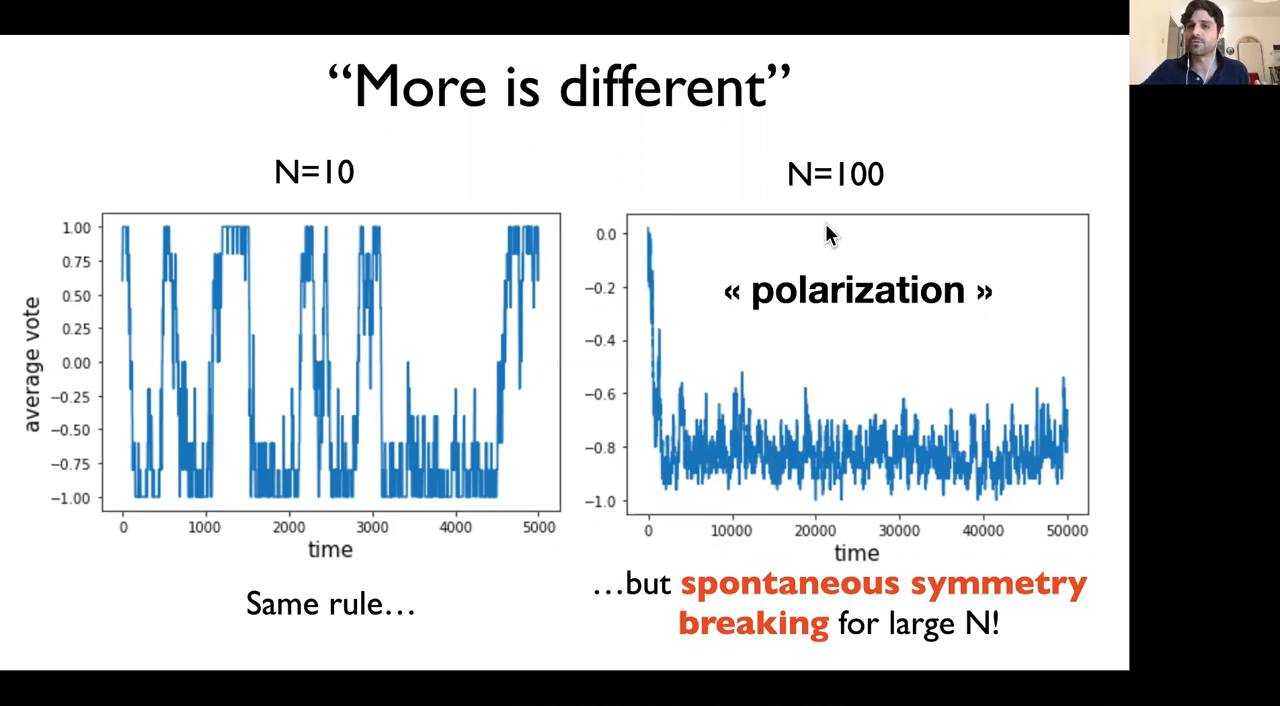 “More is different”
N=10
N=100
average vote
1.00
0.75
0.50
0.25
0.00
−0.25
−0.50
−0.75
−1.00
0 1000 2000 3000 4000 5000
time
Same rule…
0.0
−0.2
−0.4
−0.6
−0.8
−1.0
« polarization »
0 10000 20000 30000 40000 50000
time
…but spontaneous symmetry
breaking for large N!